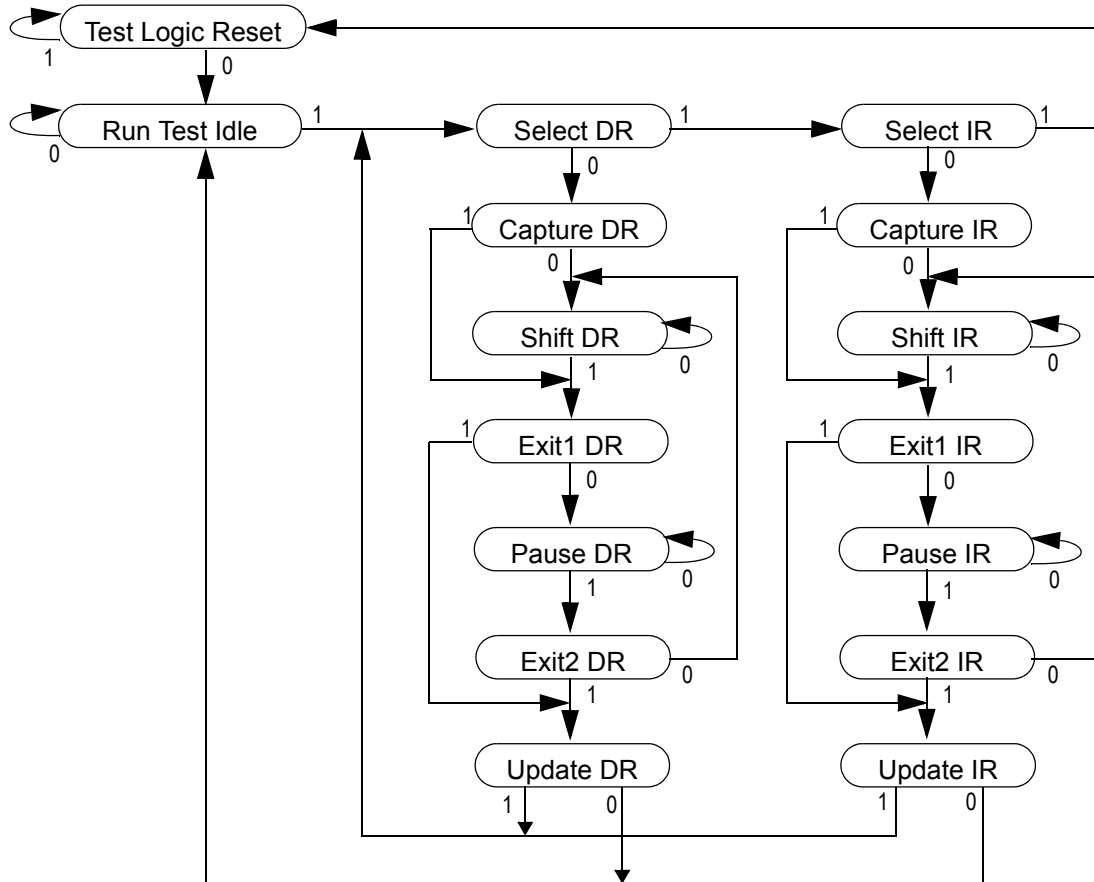 Test Logic Reset
1
0
Run Test Idle
1
0
Select DR
1
0
Select IR
1
0
1
Capture DR
0
1
Capture IR
0
Shift DR
0
1
Shift IR
0
1
1
Exit1 DR
0
1
Exit1 IR
0
Pause DR
0
1
Pause IR
0
1
Exit2 DR
0
1
Exit2 IR
0
1
Update DR
1
0
Update IR
1
0